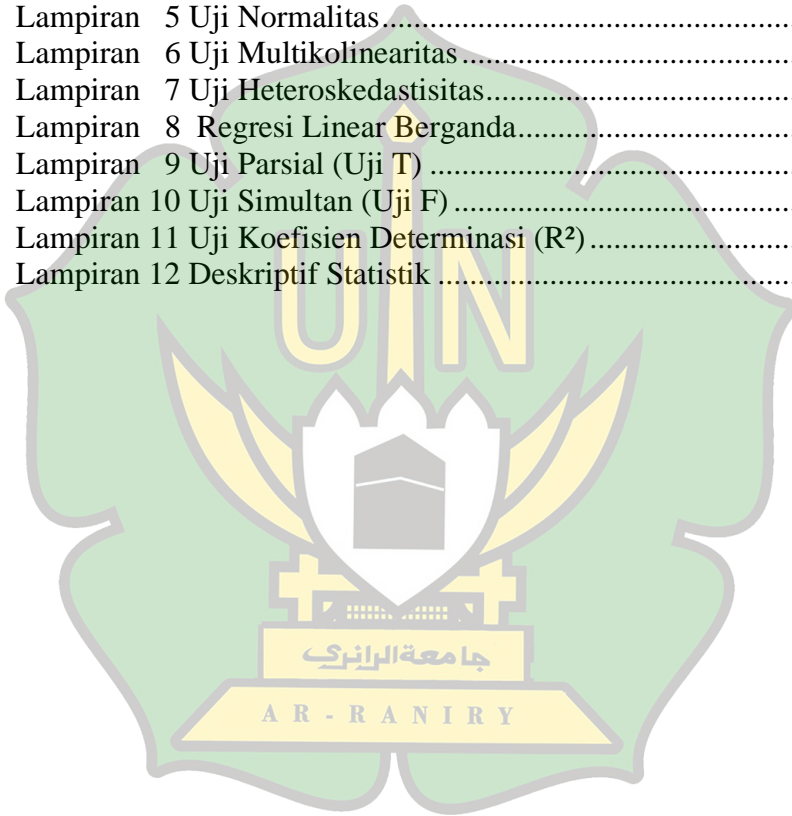 Lampiran   5 Uji Normalitas....................................................
Lampiran   6 Uji Multikolinearitas..........................................
Lampiran   7 Uji Heteroskedastisitas.......................................
Lampiran   8  Regresi Linear Berganda...................................
Lampiran   9 Uji Parsial (Uji T) ..............................................
Lampiran 10 Uji Simultan (Uji F) ...........................................
Lampiran 11 Uji Koefisien Determinasi (R²) ..........................
Lampiran 12 Deskriptif Statistik .............................................
UIN
جامعةالرانري
AR-RANIRY